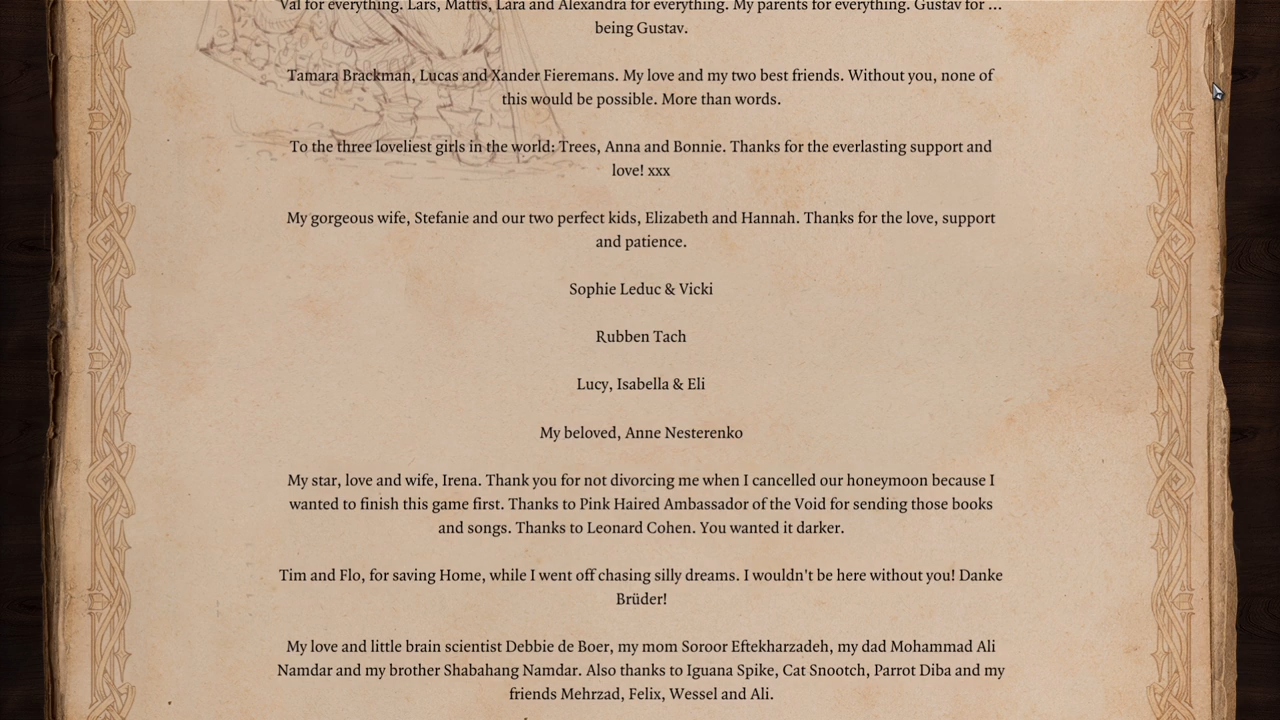 Val for everything. Lars, Mattis, Lara and Alexandra for everything. My parents for everything. Gustav for ...
being Gustav.
Tamara Brackman, Lucas and Xander Fieremans. My love and my two best friends. Without you, none of
this would be possible. More than words.
To the three loveliest girls in the world: Trees, Anna and Bonnie. Thanks for the everlasting support and
love! xxx
My gorgeous wife, Stefanie and our two perfect kids, Elizabeth and Hannah. Thanks for the love, support
and patience.
Sophie Leduc & Vicki
Rubben Tach
Lucy, Isabella & Eli
My beloved, Anne Nesterenko
My star, love and wife, Irena. Thank you for not divorcing me when I cancelled our honeymoon because I
wanted to finish this game first. Thanks to Pink Haired Ambassador of the Void for sending those books
and songs. Thanks to Leonard Cohen. You wanted it darker.
Tim and Flo, for saving Home, while I went off chasing silly dreams. I wouldn't be here without you! Danke
Brüder!
My love and little brain scientist Debbie de Boer, my mom Soroor Eftekharzadeh, my dad Mohammad Ali
Namdar and my brother Shabahang Namdar. Also thanks to Iguana Spike, Cat Snootch, Parrot Diba and my
friends Mehrzad, Felix, Wessel and Ali.